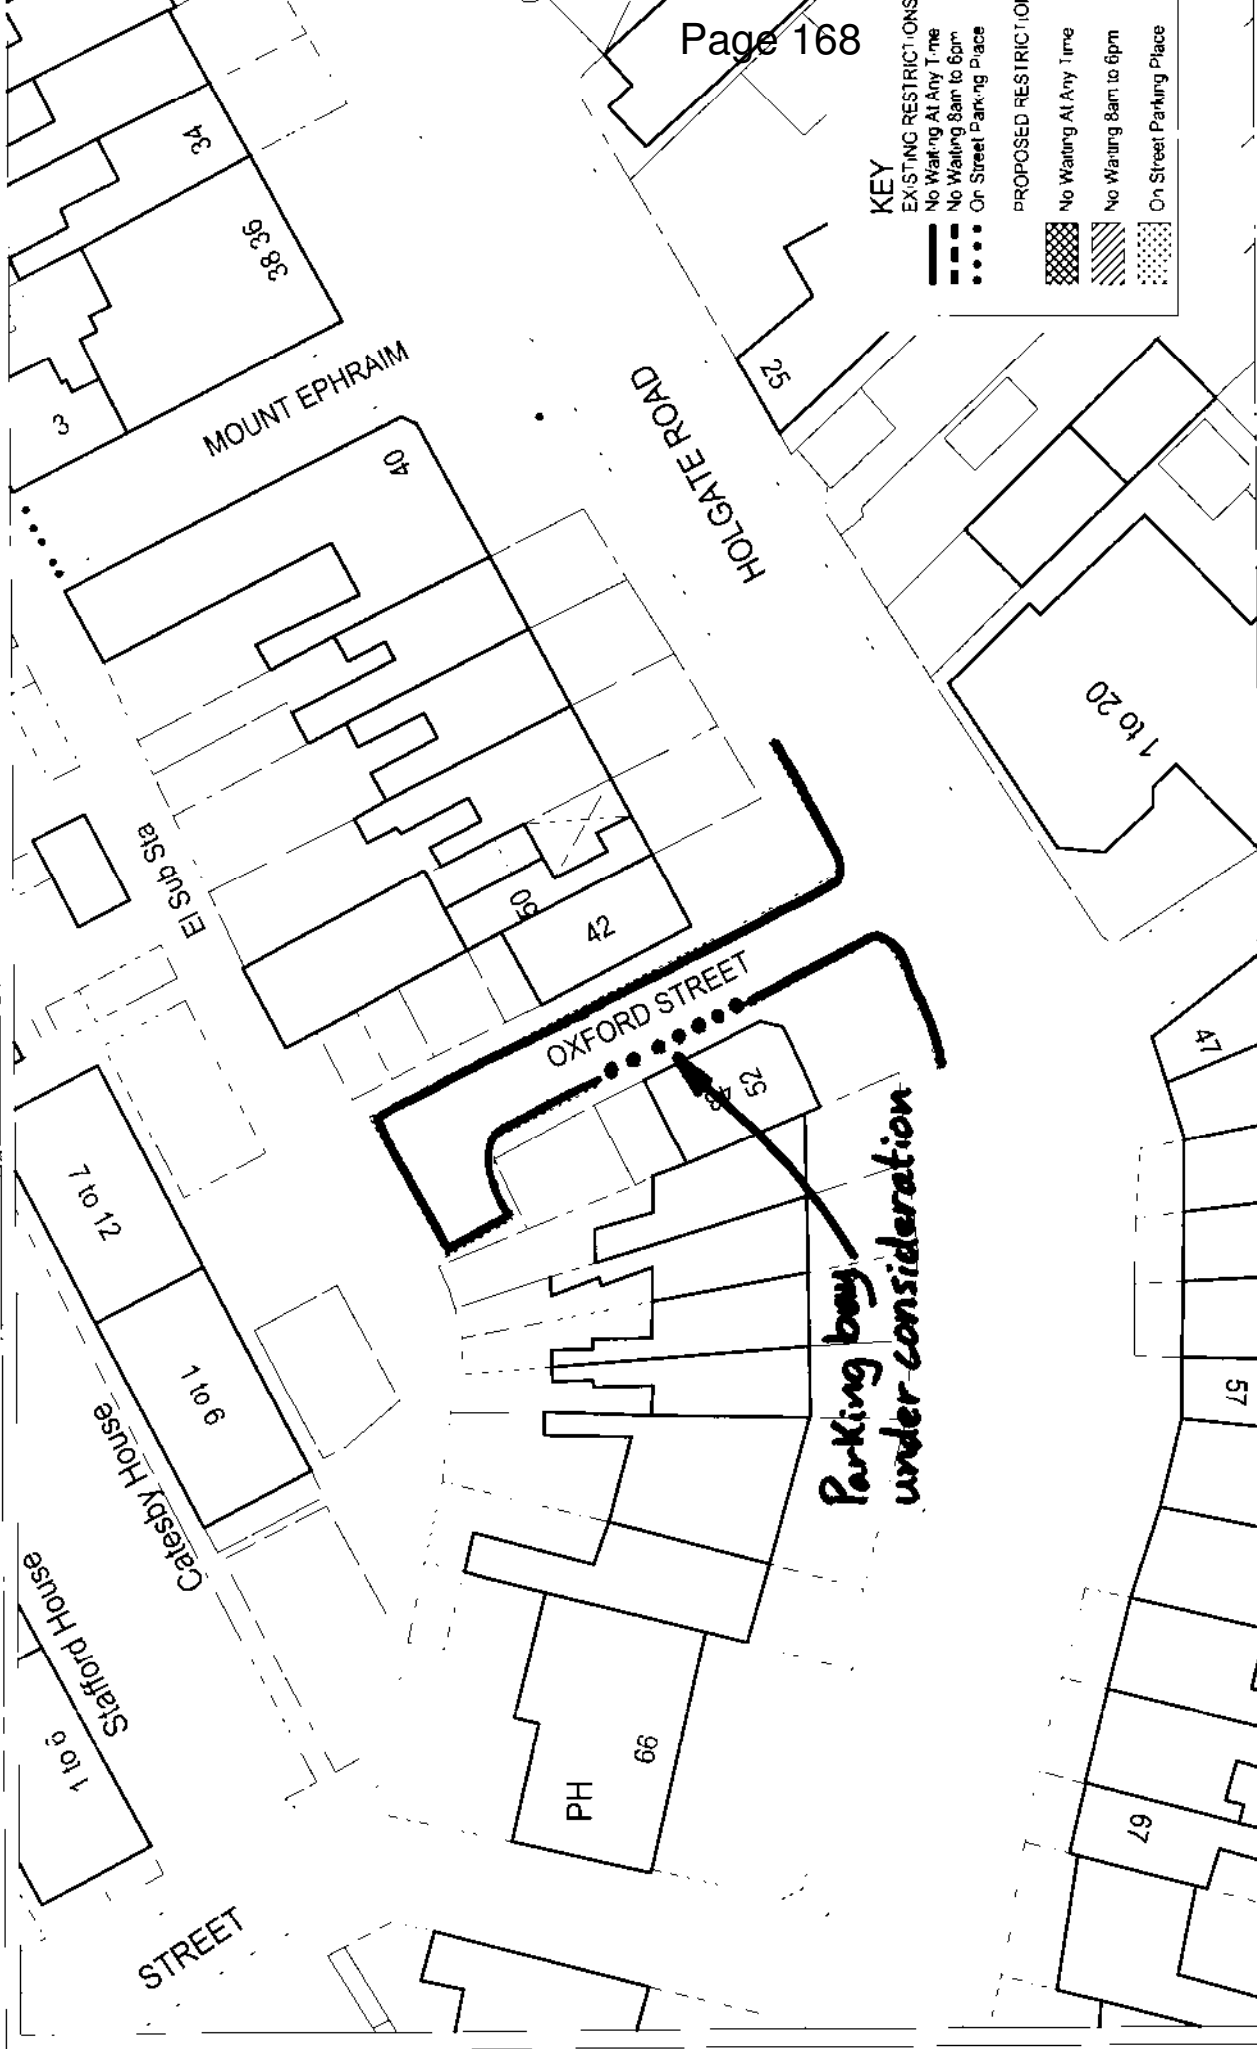 Page 168
KEY
EXISTING RESTRICTIONS
No Waiting At Any Time
No Waiting 8am to 6pm
On Street Parking Place
No Waiting At Any Time
No Waiting 8am to 6pm
On Street Parking Place
PROPOSED
34
38 36
3
MOUNT EPHRAIM
40
HOLGATE ROAD
25
1 to 20
El Sub Sta
50
42
OXFORD STREET
52
47
7 to 12
1 to 6
Catesby House
Stafford House
1 to 6
Parking bay
under consideration
57
PH
66
67
STREET